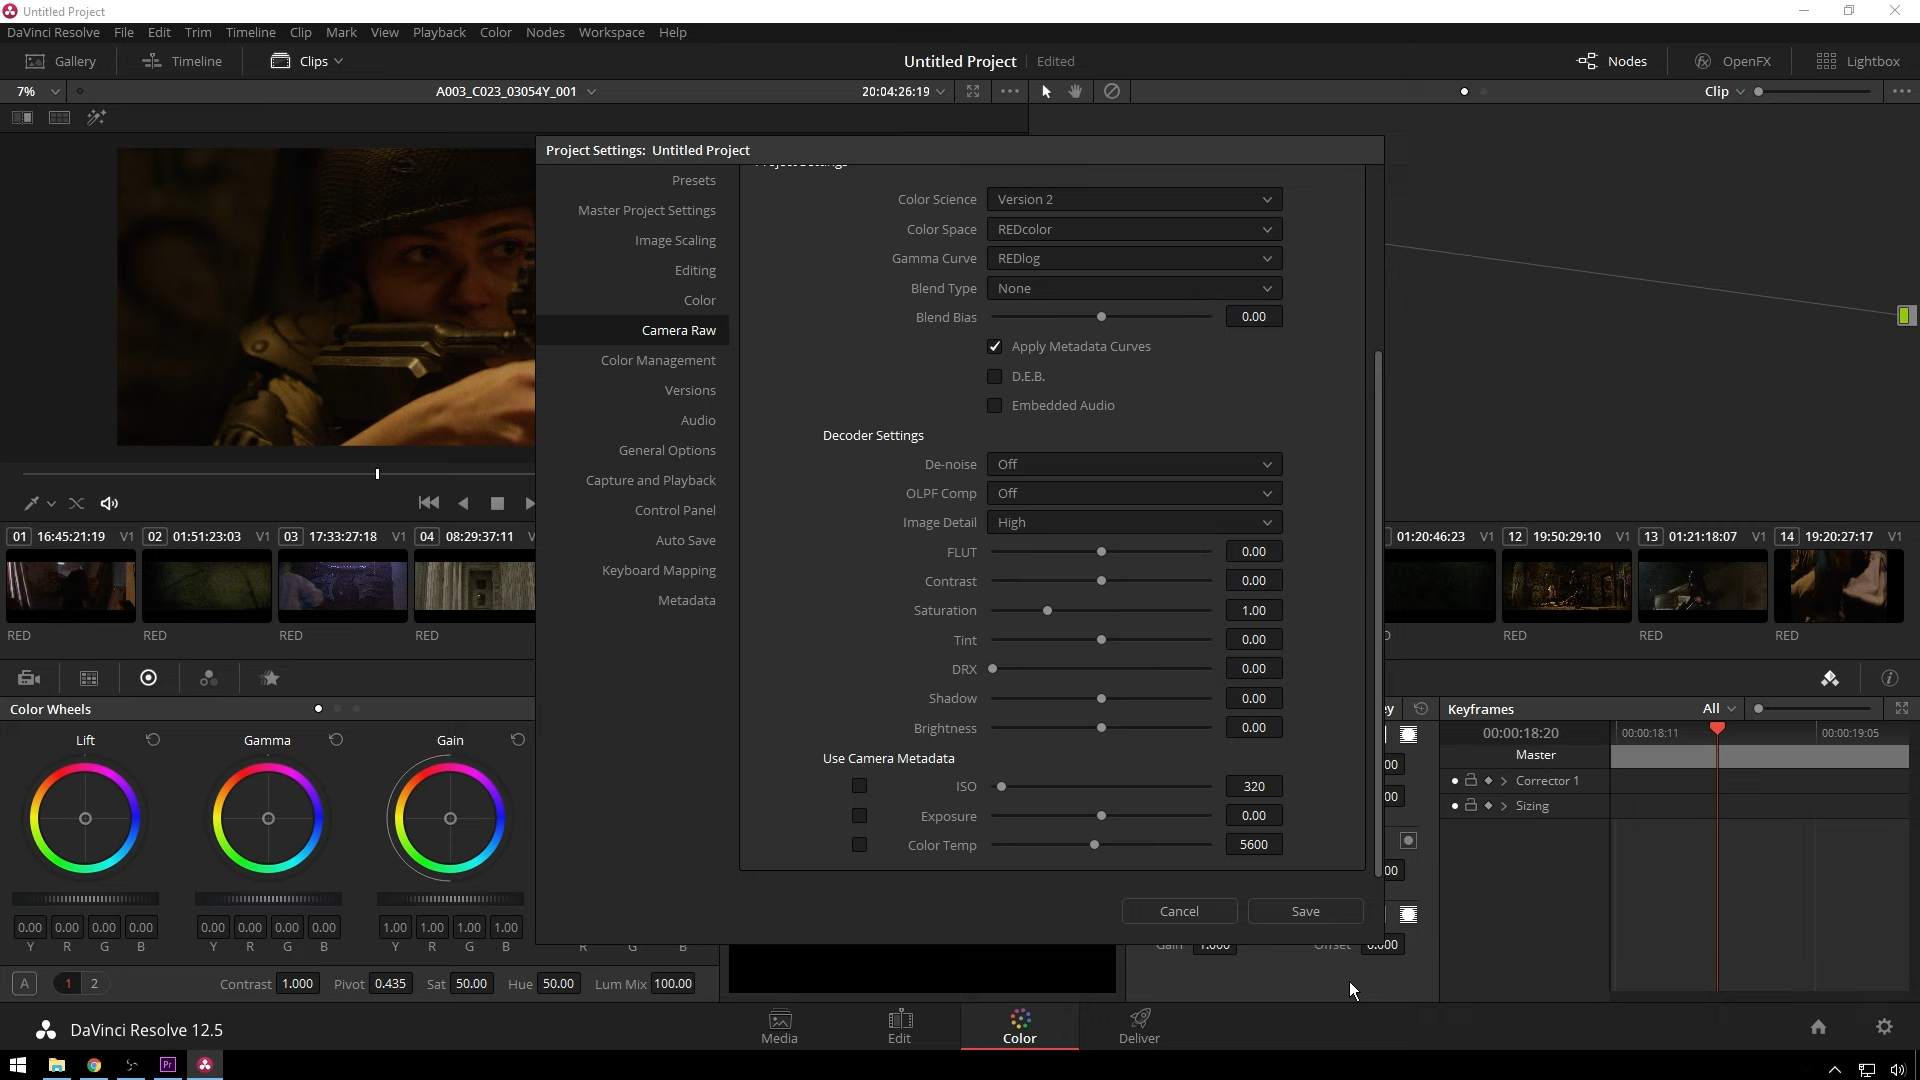 Untitled Project
DaVinci Resolve File Edit Trim Timeline Clip Mark View Playback Color Nodes Workspace Help
Gallery Timeline Clips Untitled Project Edited Nodes OpenFX Lightbox
7% A003_C023_03054Y_001 20:04:26:19 Clip
Project Settings: Untitled Project
Presets
Master Project Settings
Image Scaling
Editing
Color
Camera Raw
Color Management
Versions
Audio
General Options
Capture and Playback
Control Panel
Auto Save
Keyboard Mapping
Metadata
Color Science Version 2
Color Space REDcolor
Gamma Curve REDlog
Blend Type None
Blend Bias 0.00
Apply Metadata Curves
D.E.B.
Embedded Audio
Decoder Settings
De-noise Off
OLPF Comp Off
Image Detail High
FLUT 0.00
Contrast 0.00
Saturation 1.00
Tint 0.00
DRX 0.00
Shadow 0.00
Brightness 0.00
Use Camera Metadata
ISO 320
Exposure 0.00
Color Temp 5600
Cancel Save
01 16:45:21:19 V1 02 01:51:23:03 V1 03 17:33:27:18 V1 04 08:29:37:11
01:20:46:23 V1 12 19:50:29:10 V1 13 01:21:18:07 V1 14 19:20:27:17 V1
RED RED RED RED
RED RED RED
Color Wheels
Lift Gamma Gain
0.00 0.00 0.00 0.00 0.00 0.00 0.00 0.00 1.00 1.00 1.00 1.00
Y R G B Y R G B Y R G B R G B
A 1 2 Contrast 1.000 Pivot 0.435 Sat 50.00 Hue 50.00 Lum Mix 100.00
Gain 1.000 Offset 0.000
Keyframes All
00:00:18:20 00:00:18:11 00:00:19:05
Master
Corrector 1
Sizing
DaVinci Resolve 12.5 Media Edit Color Deliver
Pr